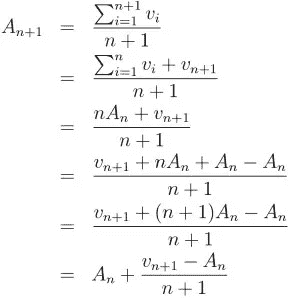 A_{n+1} = \frac{\sum_{i=1}^{n+1} v_i}{n+1}
= \frac{\sum_{i=1}^{n} v_i + v_{n+1}}{n+1}
= \frac{nA_n + v_{n+1}}{n+1}
= \frac{v_{n+1} + nA_n + A_n - A_n}{n+1}
= \frac{v_{n+1} + (n+1)A_n - A_n}{n+1}
= A_n + \frac{v_{n+1} - A_n}{n+1}